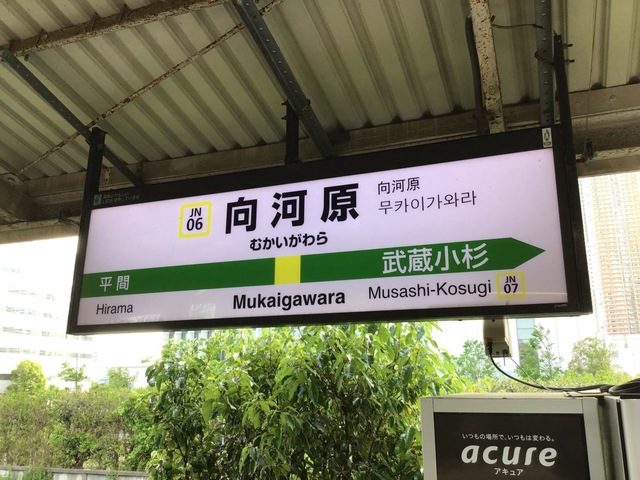 JN
06
向河原
向河原
무카이가와라
むかいがわら
平間
武蔵小杉
Hirama
Mukaigawara
Musashi-Kosugi
JN
07
いつもの場所で、いつもは変わる。
acure
アキュア